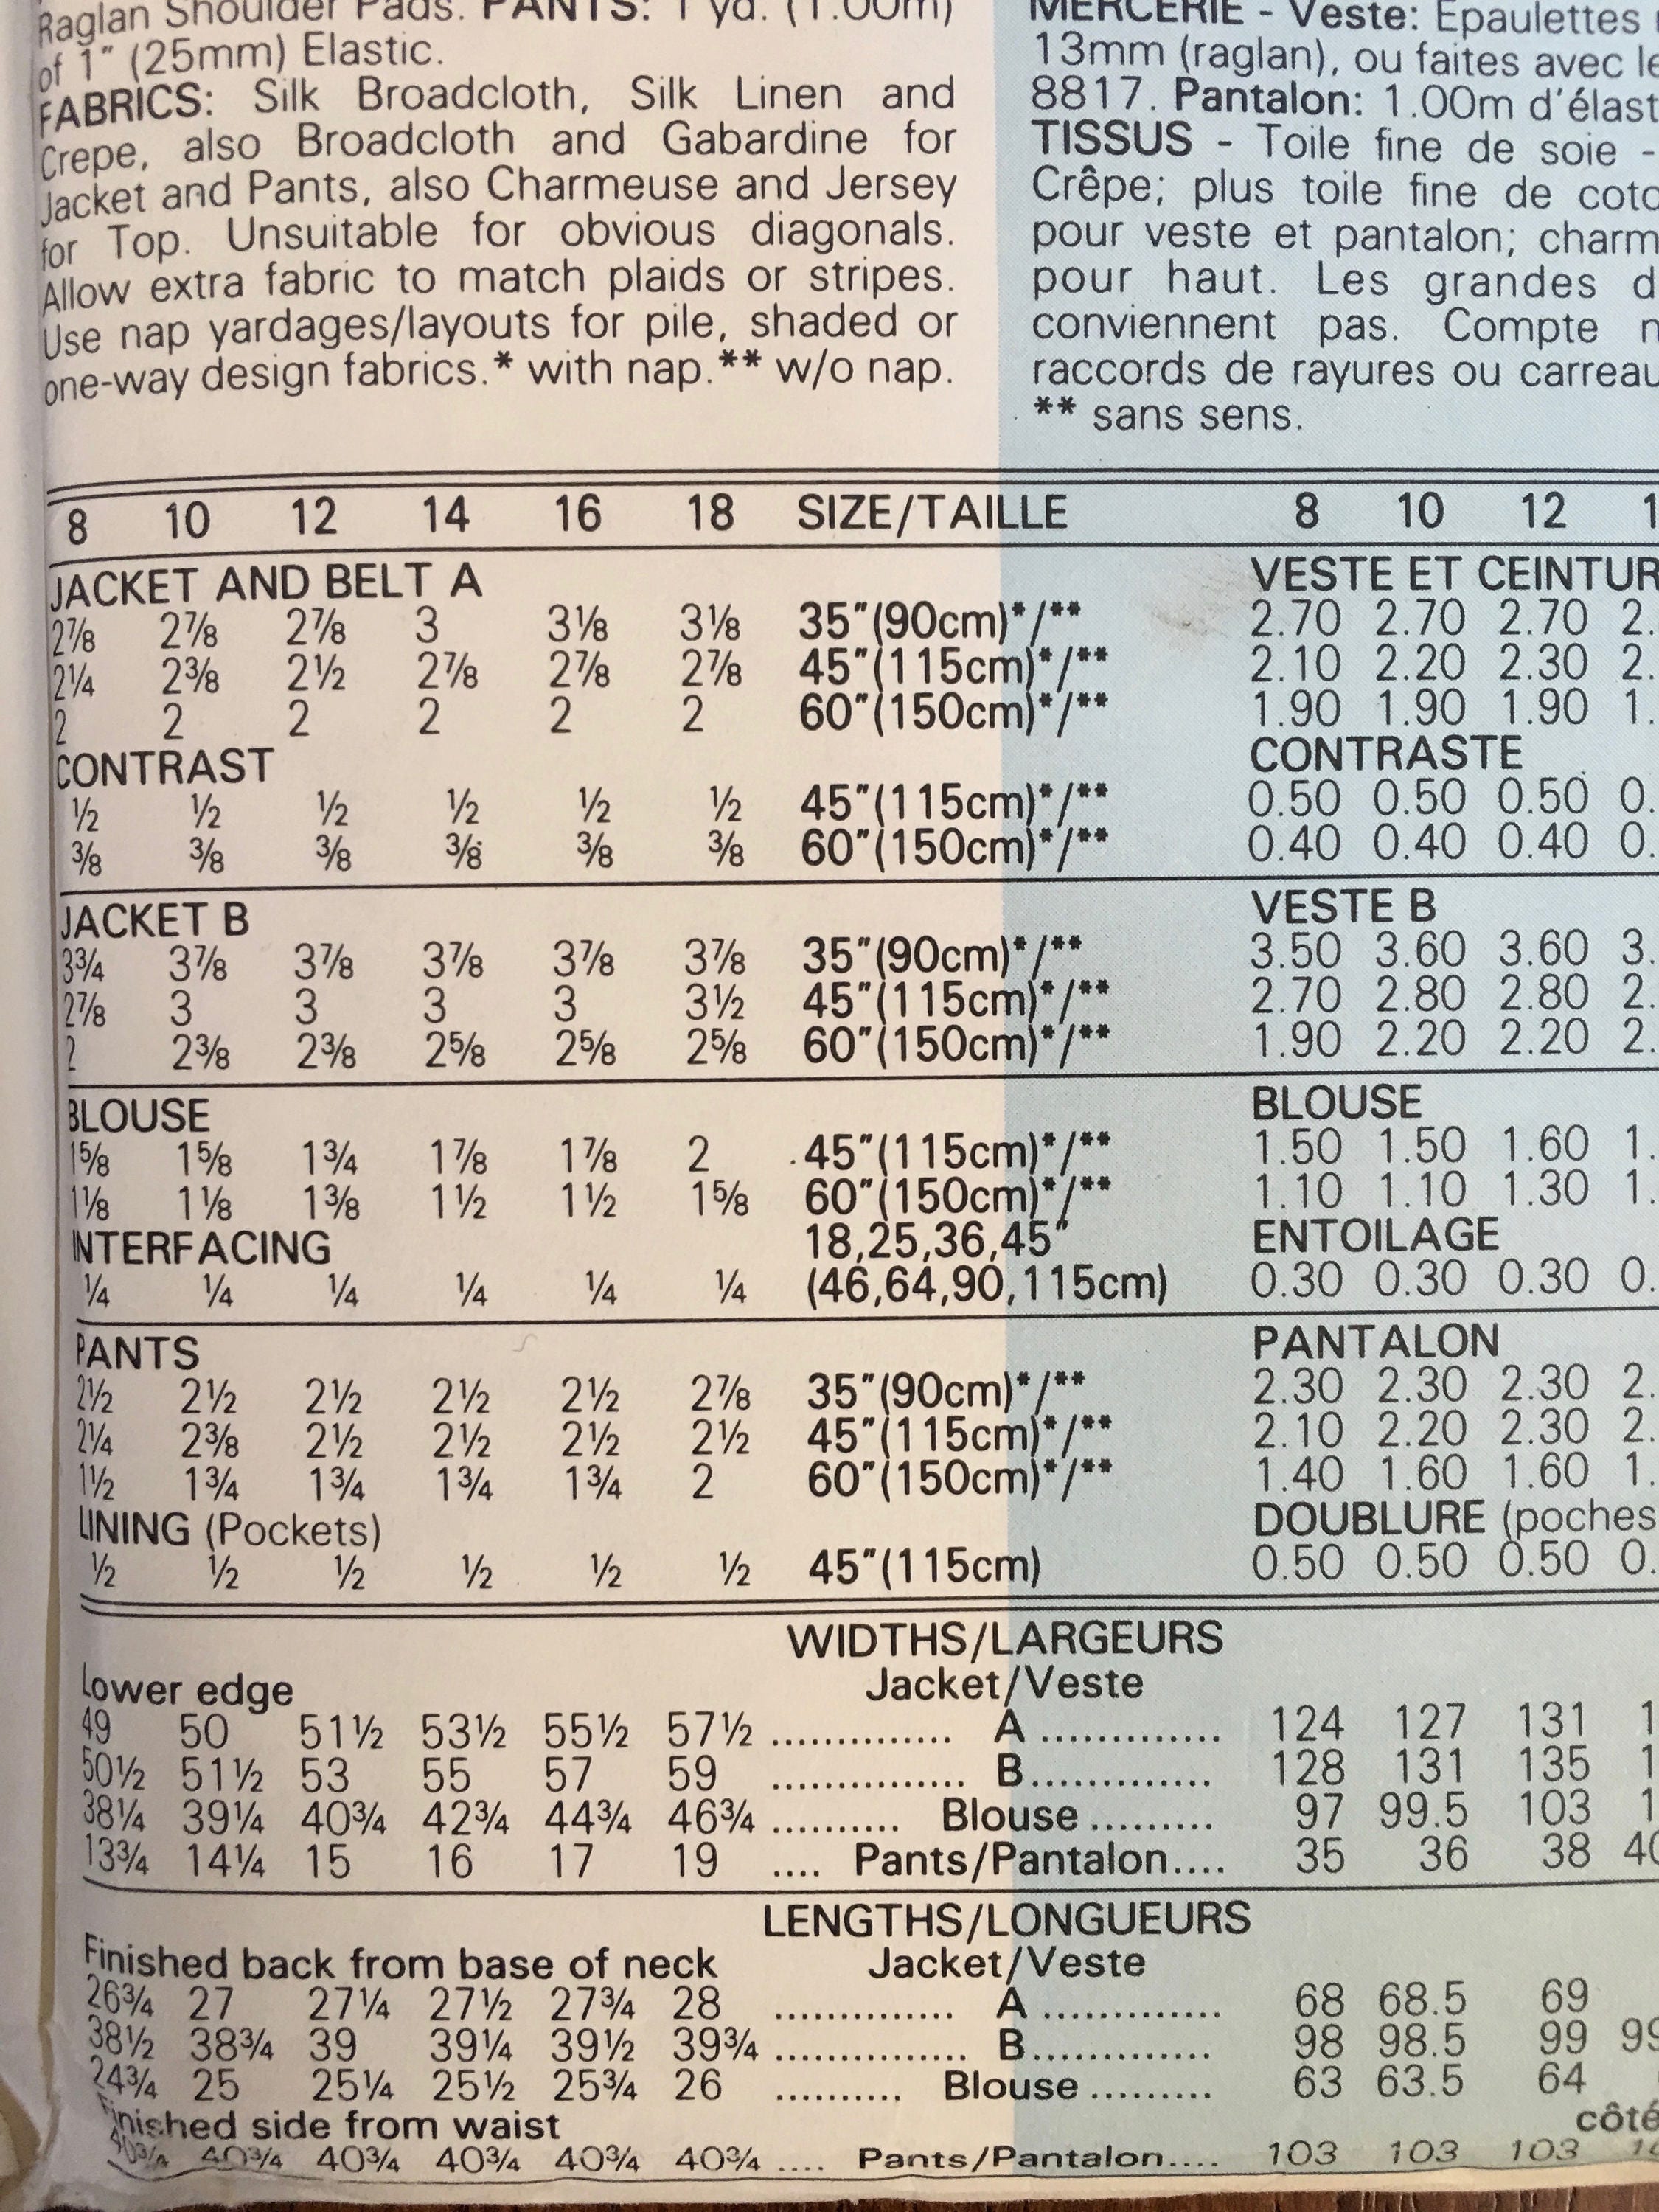 Raglan Shoulder Pads. PANTS: 1 yd. (1.00m)
of 1" (25mm) Elastic.
FABRICS: Silk Broadcloth, Silk Linen and
Crepe, also Broadcloth and Gabardine for
Jacket and Pants, also Charmeuse and Jersey
for Top. Unsuitable for obvious diagonals.
Allow extra fabric to match plaids or stripes.
Use nap yardages/layouts for pile, shaded or
one-way design fabrics.* with nap.** w/o nap.
MERCERIE - Veste: Epaulettes
13mm (raglan), ou faites avec le
8817. Pantalon: 1.00m d'élast
TISSUS - Toile fine de soie -
Crêpe; plus toile fine de coto
pour veste et pantalon; charm
pour haut. Les grandes d
conviennent pas. Compte n
raccords de rayures ou carreau
** sans sens.
8 10 12 14 16 18 SIZE/TAILLE 8 10 12 1
JACKET AND BELT A VESTE ET CEINTUR
2⅞ 2⅞ 2⅞ 3 3⅛ 3⅛ 35"(90cm)*/** 2.70 2.70 2.70 2.
2¼ 2⅜ 2½ 2⅞ 2⅞ 2⅞ 45"(115cm)*/** 2.10 2.20 2.30 2.
2 2 2 2 2 2 60"(150cm)*/** 1.90 1.90 1.90 1.
CONTRAST CONTRASTE
½ ½ ½ ½ ½ ½ 45"(115cm)*/** 0.50 0.50 0.50 0.
⅜ ⅜ ⅜ ⅜ ⅜ ⅜ 60"(150cm)*/** 0.40 0.40 0.40 0.
JACKET B VESTE B
3¾ 3⅞ 3⅞ 3⅞ 3⅞ 3⅞ 35"(90cm)*/** 3.50 3.60 3.60 3.
2⅞ 3 3 3 3 3½ 45"(115cm)*/** 2.70 2.80 2.80 2.
2 2⅜ 2⅜ 2⅝ 2⅝ 2⅝ 60"(150cm)*/** 1.90 2.20 2.20 2.
BLOUSE BLOUSE
1⅝ 1⅝ 1¾ 1⅞ 1⅞ 2 45"(115cm)*/** 1.50 1.50 1.60 1.
1⅛ 1⅛ 1⅜ 1½ 1½ 1⅝ 60"(150cm)*/** 1.10 1.10 1.30 1.
INTERFACING 18,25,36,45" ENTOILAGE
¼ ¼ ¼ ¼ ¼ ¼ (46,64,90,115cm) 0.30 0.30 0.30 0.
PANTS PANTALON
2½ 2½ 2½ 2½ 2½ 2⅞ 35"(90cm)*/** 2.30 2.30 2.30 2.
2¼ 2⅜ 2½ 2½ 2½ 2½ 45"(115cm)*/** 2.10 2.20 2.30 2.
1½ 1¾ 1¾ 1¾ 1¾ 2 60"(150cm)*/** 1.40 1.60 1.60 1.
LINING (Pockets) DOUBLURE (poches
½ ½ ½ ½ ½ ½ 45"(115cm) 0.50 0.50 0.50 0.
WIDTHS/LARGEURS
Lower edge Jacket/Veste
49 50 51½ 53½ 55½ 57½ .............. A ............. 124 127 131 1
50½ 51½ 53 55 57 59 ............... B.............. 128 131 135 1
38¼ 39¼ 40¾ 42¾ 44¾ 46¾ .......... Blouse ......... 97 99.5 103 1
13¾ 14¼ 15 16 17 19 .... Pants/Pantalon.... 35 36 38 40
LENGTHS/LONGUEURS
Finished back from base of neck Jacket/Veste
26¾ 27 27¼ 27½ 27¾ 28 .............. A ............. 68 68.5 69
38½ 38¾ 39 39¼ 39½ 39¾ ............... B.............. 98 98.5 99 99
24¾ 25 25¼ 25½ 25¾ 26 .......... Blouse ......... 63 63.5 64
Finished side from waist côté
40¾ 40¾ 40¾ 40¾ 40¾ 40¾ .... Pants/Pantalon.... 103 103 103 10